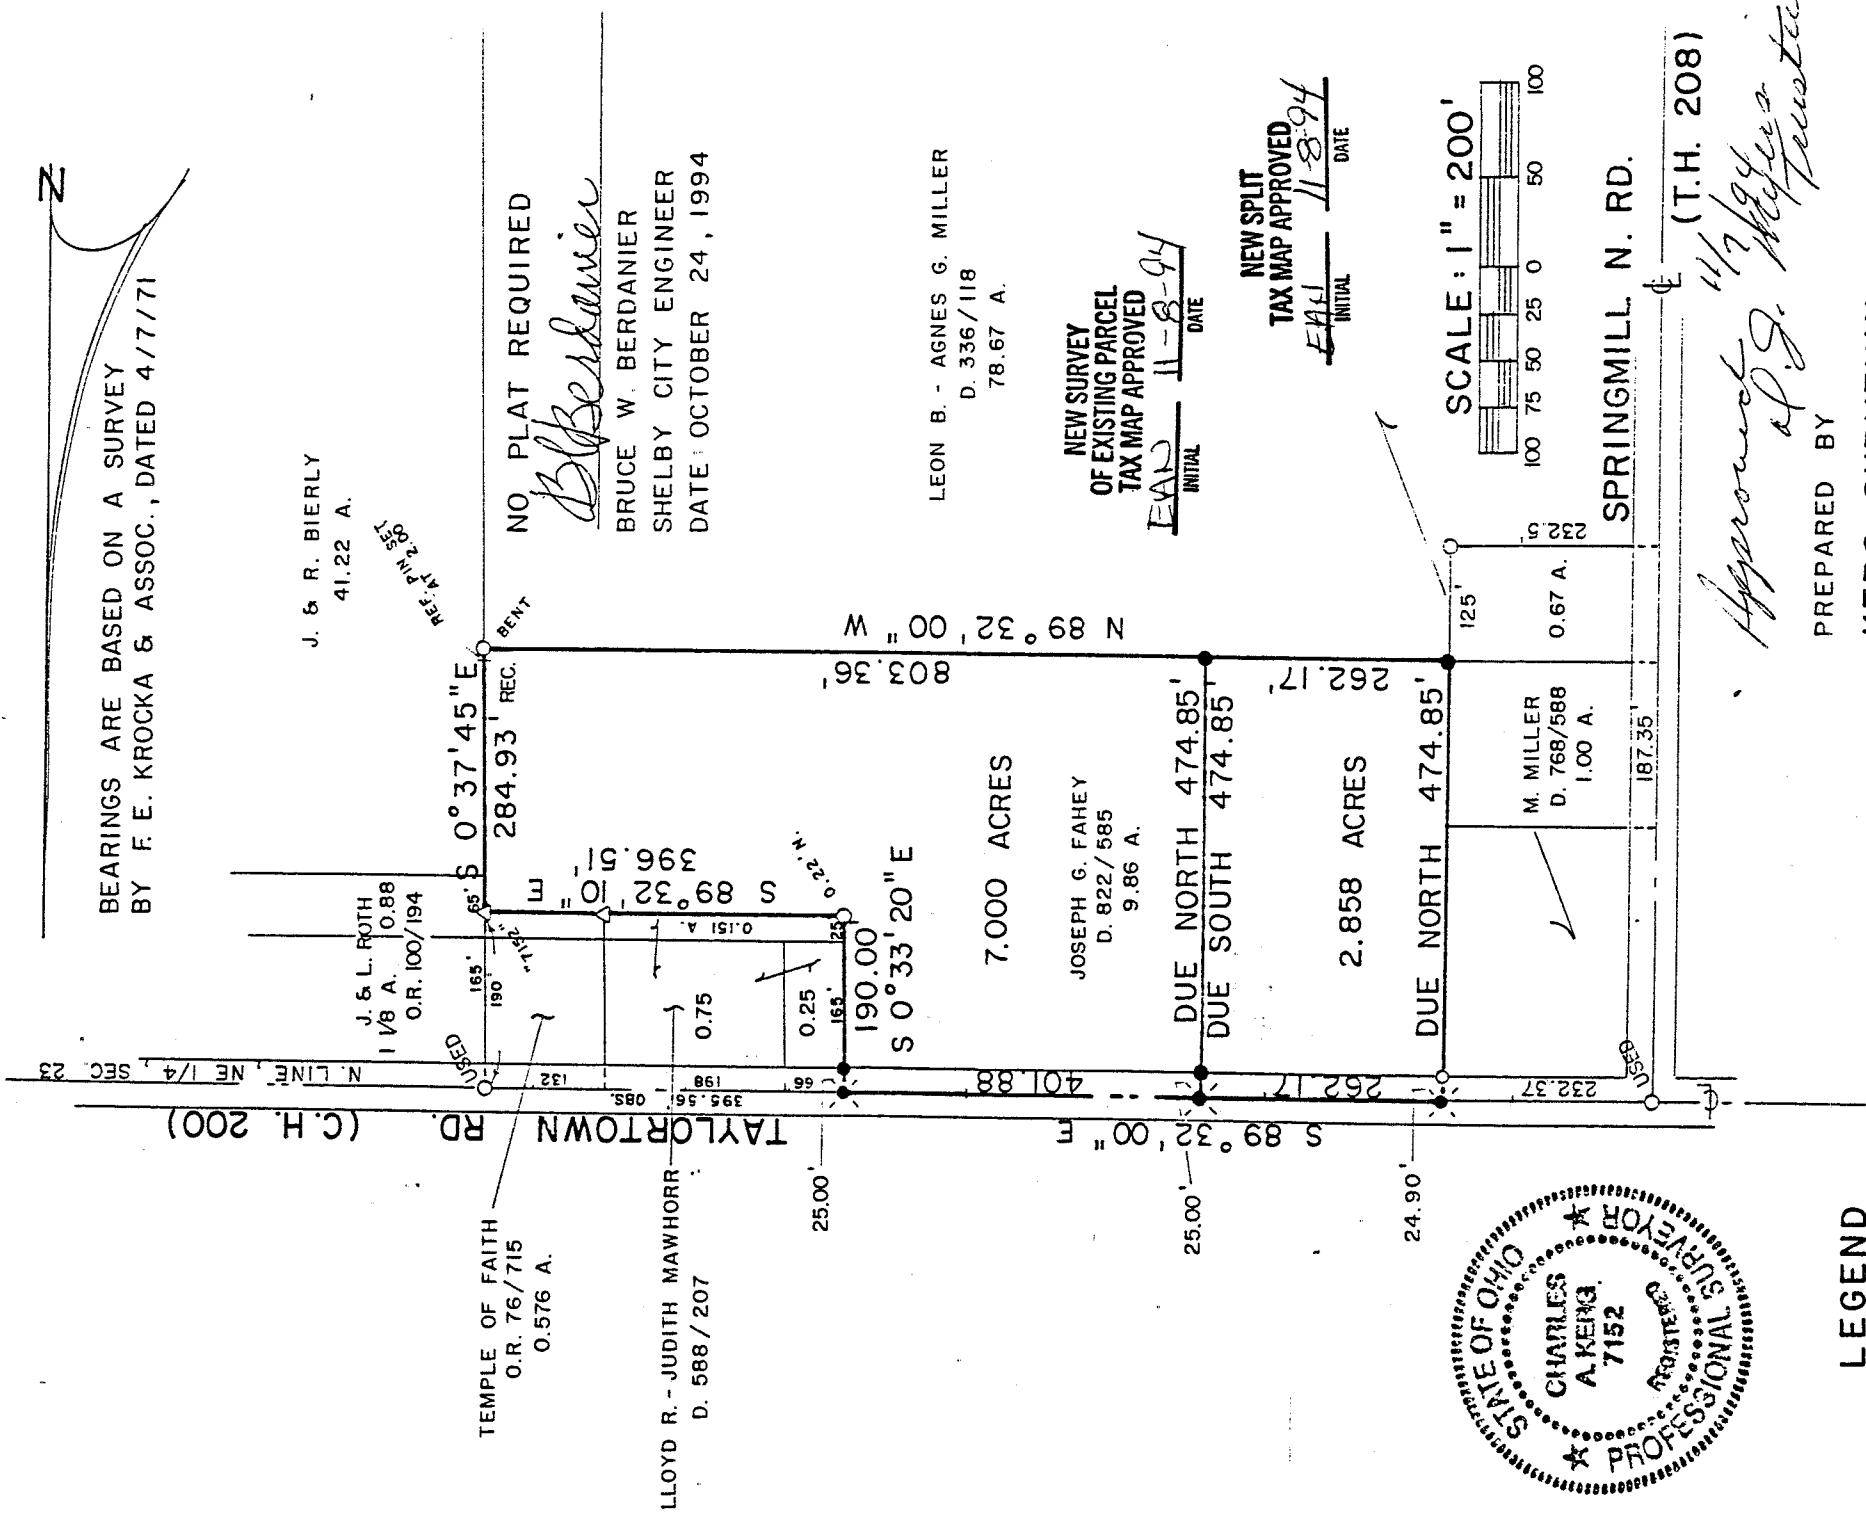 N
BEARINGS ARE BASED ON A SURVEY
BY F. E. KROCKA & ASSOC., DATED 4/7/71
J. & R. BIERLY
41.22 A.
REF. PIN SET
AT 2.00
BENT
NO PLAT REQUIRED
BRUCE W. BERDANIER
SHELBY CITY ENGINEER
DATE: OCTOBER 24, 1994
LEON B. - AGNES G. MILLER
D. 336/118
78.67 A.
NEW SURVEY
OF EXISTING PARCEL
TAX MAP APPROVED
11-8-94
INITIAL DATE
NEW SPLIT
TAX MAP APPROVED
11-8-94
INITIAL DATE
SCALE: 1" = 200'
100 75 50 25 0 50 100
SPRINGMILL N. RD.
(T.H. 208)
Approved 11/7/94
D. J. Myers
Trustee
PREPARED BY
J. & L. ROTH
1 1/8 A. 0.88
O.R. 100/194
165'
190'
65'
"7152"
USED
S 0°37'45" E
284.93' REC.
S 89°32'10" E
396.51'
0.22' N.
0.151 A.
25'
0.75
0.25
165'
190.00
S 0°33'20" E
N 89°32'00" W
803.36'
262.17'
7.000 ACRES
JOSEPH G. FAHEY
D. 822/585
9.86 A.
DUE NORTH 474.85'
DUE SOUTH 474.85'
2.858 ACRES
DUE NORTH 474.85'
M. MILLER
D. 768/588
1.00 A.
187.35'
125'
0.67 A.
232.5'
N. LINE, NE 1/4, SEC. 23
132'
198
66'
395.56'
OBS.
401.88
262.17
232.37'
USED
TAYLORTOWN RD. (C.H. 200)
S 89°32'00" E
25.00'
25.00'
24.90'
TEMPLE OF FAITH
O.R. 76/715
0.576 A.
LLOYD R. - JUDITH MAWHORR
D. 588/207
STATE OF OHIO
CHARLES
A. KERG
7152
REGISTERED
PROFESSIONAL SURVEYOR
LEGEND